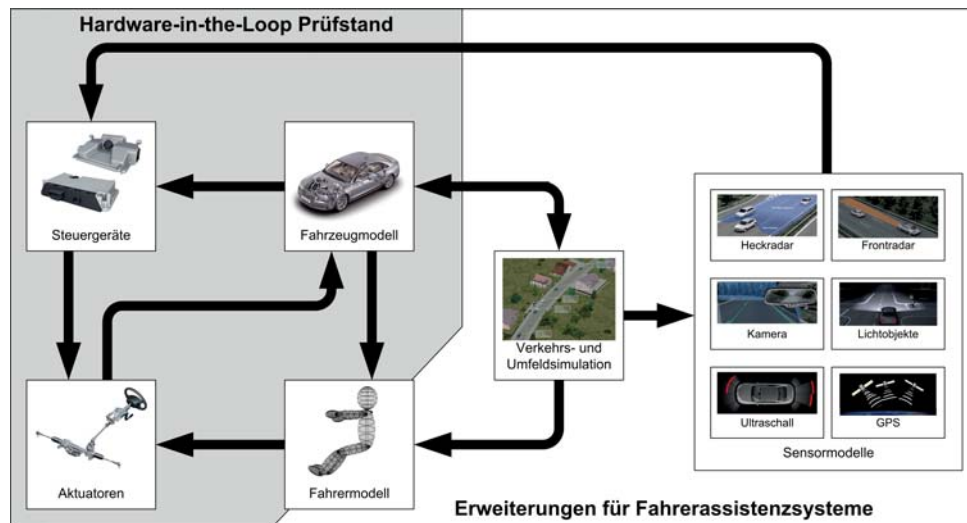 Hardware-in-the-Loop Prüfstand
Steuergeräte
Fahrzeugmodell
Heckradar
Frontradar
Kamera
Lichtobjekte
Verkehrs- und
Umfeldsimulation
Ultraschall
GPS
Sensormodelle
Aktuatoren
Fahrermodell
Erweiterungen für Fahrerassistenzsysteme